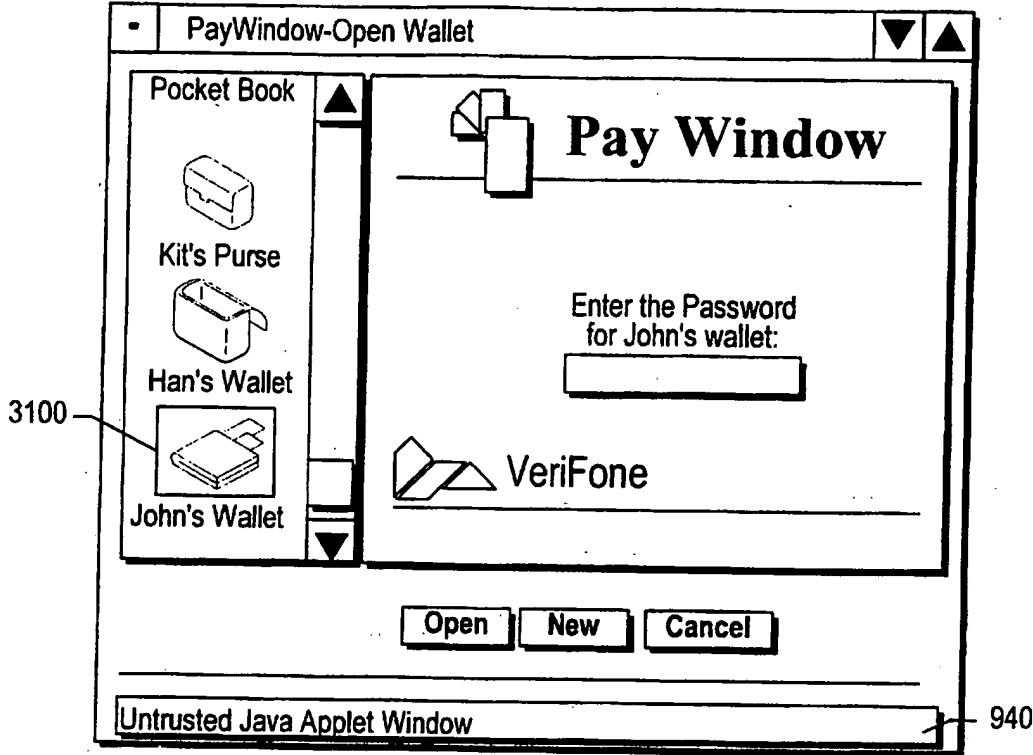 PayWindow-Open Wallet
Pocket Book
Kit's Purse
Han's Wallet
3100
John's Wallet
Pay Window
Enter the Password
for John's wallet:
VeriFone
Open
New
Cancel
Untrusted Java Applet Window
940